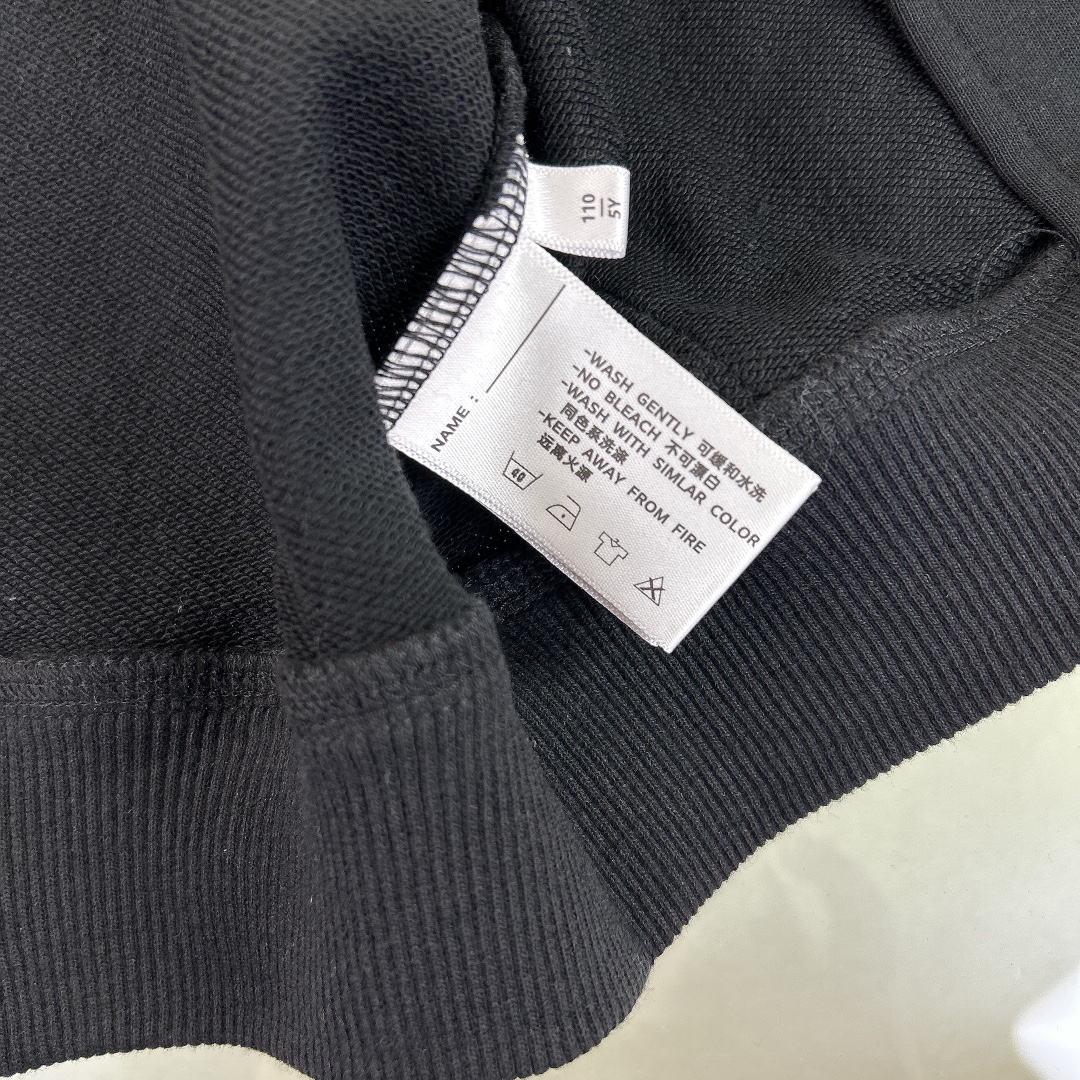 110
5Y
NAME :
-WASH GENTLY 可缓和水洗
-NO BLEACH 不可漂白
-WASH WITH SIMLAR COLOR
同色系洗涤
-KEEP AWAY FROM FIRE
远离火源
40